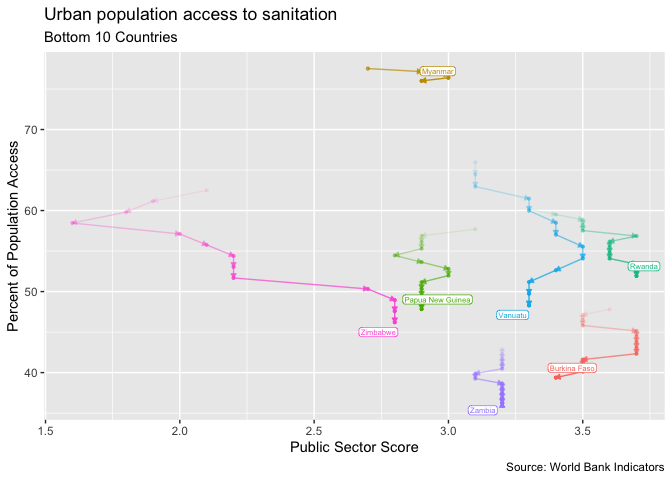 Urban population access to sanitation
Bottom 10 Countries
Percent of Population Access
70
60
50
40
Myanmar
Rwanda
Papua New Guinea
Vanuatu
Zimbabwe
Burkina Faso
Zambia
1.5 2.0 2.5 3.0 3.5
Public Sector Score
Source: World Bank Indicators